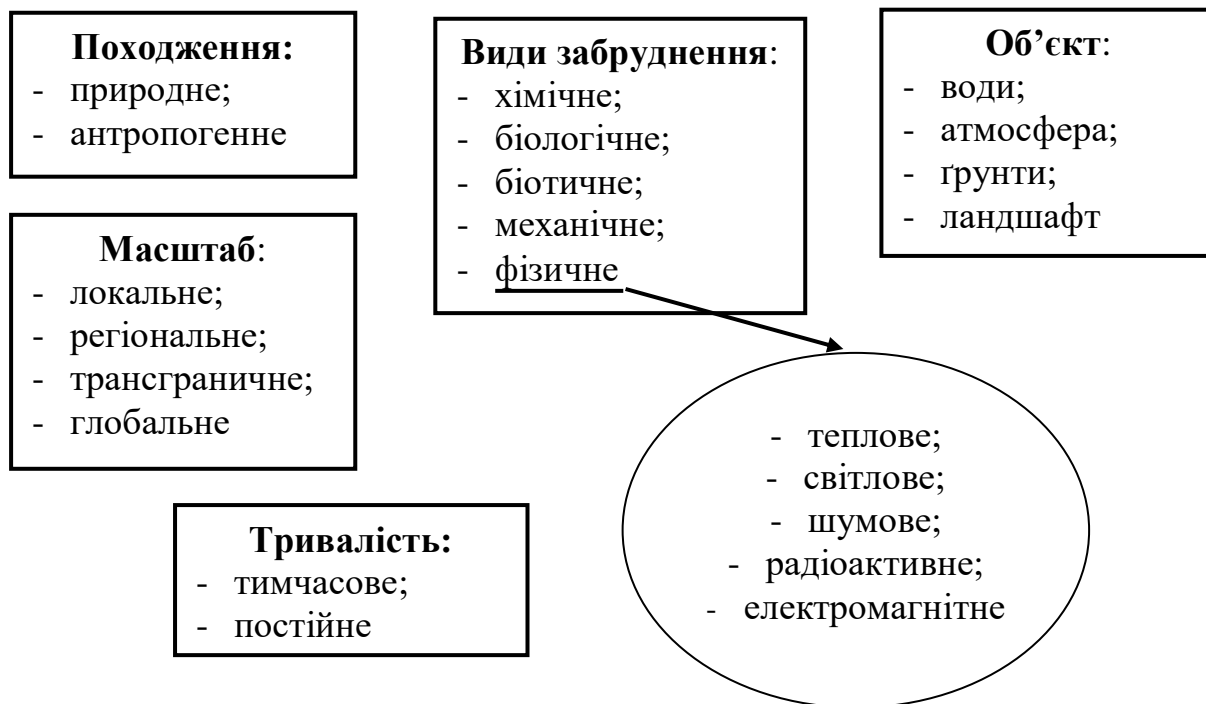 Походження:
- природне;
- антропогенне
Масштаб:
- локальне;
- регіональне;
- трансграничне;
- глобальне
Види забруднення:
- хімічне;
- біологічне;
- біотичне;
- механічне;
- фізичне
Об’єкт:
- води;
- атмосфера;
- ґрунти;
- ландшафт
- теплове;
- світлове;
- шумове;
- радіоактивне;
- електромагнітне
Тривалість:
- тимчасове;
- постійне